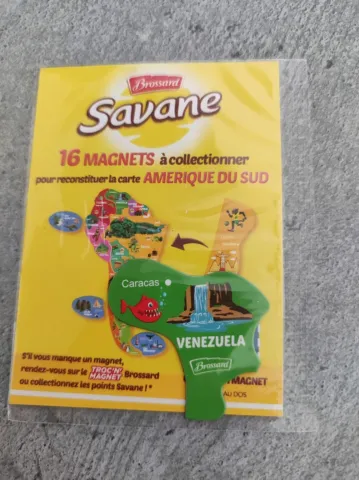 Brossard
Savane
16 MAGNETS à collectionner
pour reconstituer la carte AMERIQUE DU SUD
Caracas
VENEZUELA
Brossard
S'il vous manque un magnet,
rendez-vous sur le TROC'N' MAGNET Brossard
ou collectionnez les points Savane ! *
MAGNET
AU DOS